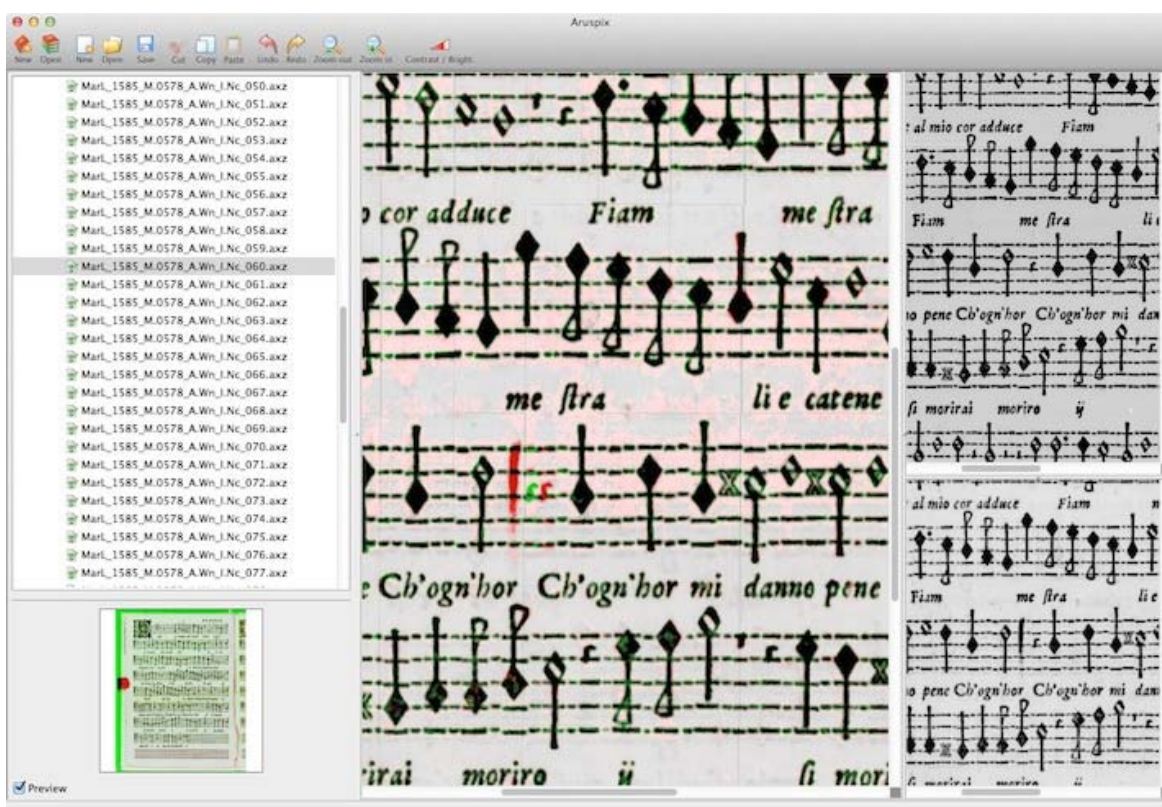 Aruspix
New Open New Open Save Cut Copy Paste Undo Redo Zoom out Zoom in Contrast / Bright.
MarL_1585_M.0578_A.Wn_I.Nc_050.axz
MarL_1585_M.0578_A.Wn_I.Nc_051.axz
MarL_1585_M.0578_A.Wn_I.Nc_052.axz
MarL_1585_M.0578_A.Wn_I.Nc_053.axz
MarL_1585_M.0578_A.Wn_I.Nc_054.axz
MarL_1585_M.0578_A.Wn_I.Nc_055.axz
MarL_1585_M.0578_A.Wn_I.Nc_056.axz
MarL_1585_M.0578_A.Wn_I.Nc_057.axz
MarL_1585_M.0578_A.Wn_I.Nc_058.axz
MarL_1585_M.0578_A.Wn_I.Nc_059.axz
MarL_1585_M.0578_A.Wn_I.Nc_060.axz
MarL_1585_M.0578_A.Wn_I.Nc_061.axz
MarL_1585_M.0578_A.Wn_I.Nc_062.axz
MarL_1585_M.0578_A.Wn_I.Nc_063.axz
MarL_1585_M.0578_A.Wn_I.Nc_064.axz
MarL_1585_M.0578_A.Wn_I.Nc_065.axz
MarL_1585_M.0578_A.Wn_I.Nc_066.axz
MarL_1585_M.0578_A.Wn_I.Nc_067.axz
MarL_1585_M.0578_A.Wn_I.Nc_068.axz
MarL_1585_M.0578_A.Wn_I.Nc_069.axz
MarL_1585_M.0578_A.Wn_I.Nc_070.axz
MarL_1585_M.0578_A.Wn_I.Nc_071.axz
MarL_1585_M.0578_A.Wn_I.Nc_072.axz
MarL_1585_M.0578_A.Wn_I.Nc_073.axz
MarL_1585_M.0578_A.Wn_I.Nc_074.axz
MarL_1585_M.0578_A.Wn_I.Nc_075.axz
MarL_1585_M.0578_A.Wn_I.Nc_076.axz
MarL_1585_M.0578_A.Wn_I.Nc_077.axz
Preview
o cor adduce Fiam me ſtra
me ſtra li e catene
e Ch'ogn'hor Ch'ogn'hor mi danno pene
irai moriro ij ſi mori
al mio cor adduce Fiam
Fiam me ſtra li e
o pene Ch'ogn'hor Ch'ogn'hor mi dan
ſi morirai moriro ij
al mio cor adduce Fiam m
Fiam me ſtra li e
o pene Ch'ogn'hor Ch'ogn'hor mi dan